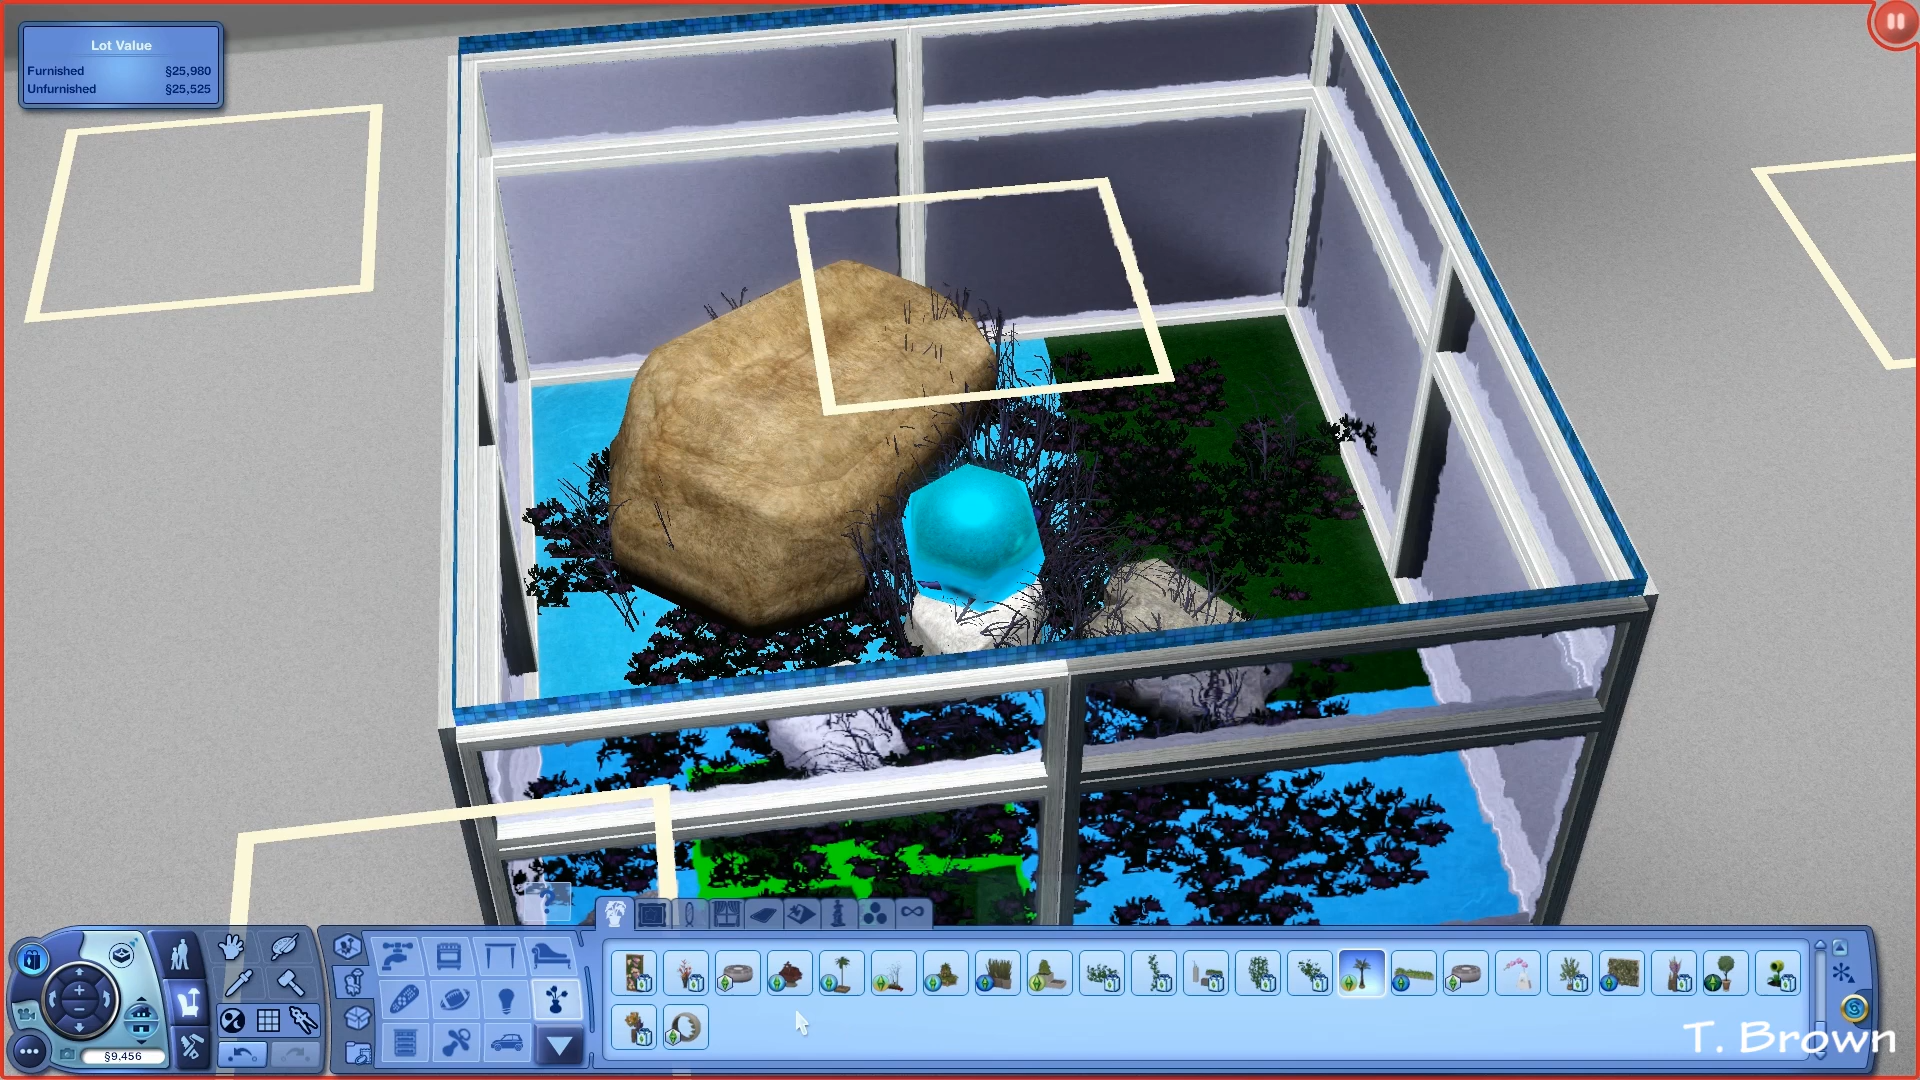 Lot Value
Furnished §25,980
Unfurnished §25,525
§9,456
T. Brown